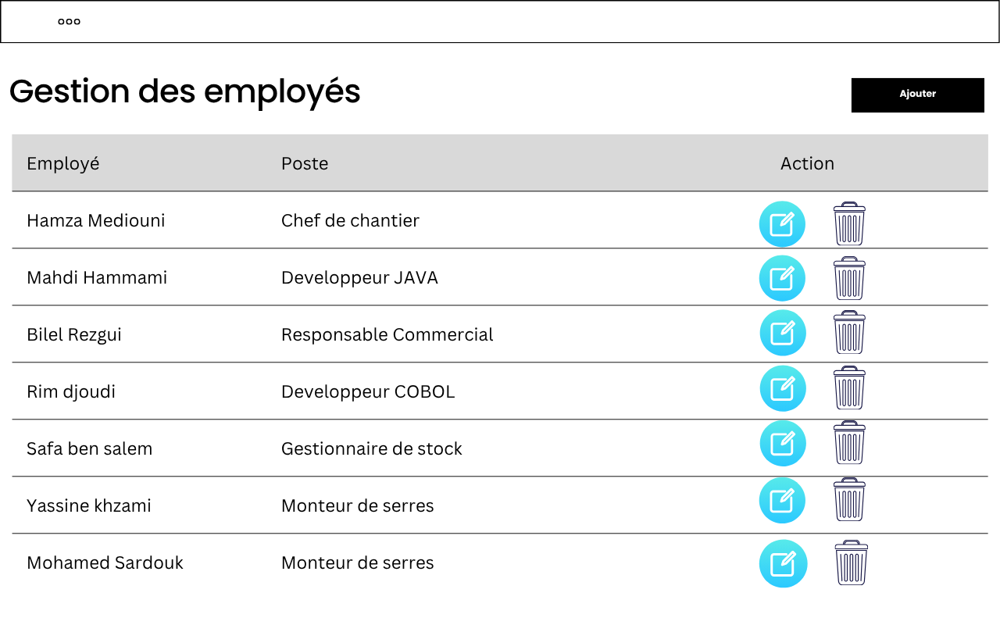 Gestion des employés
Ajouter
Employé Poste Action
Hamza Mediouni Chef de chantier
Mahdi Hammami Developpeur JAVA
Bilel Rezgui Responsable Commercial
Rim djoudi Developpeur COBOL
Safa ben salem Gestionnaire de stock
Yassine khzami Monteur de serres
Mohamed Sardouk Monteur de serres